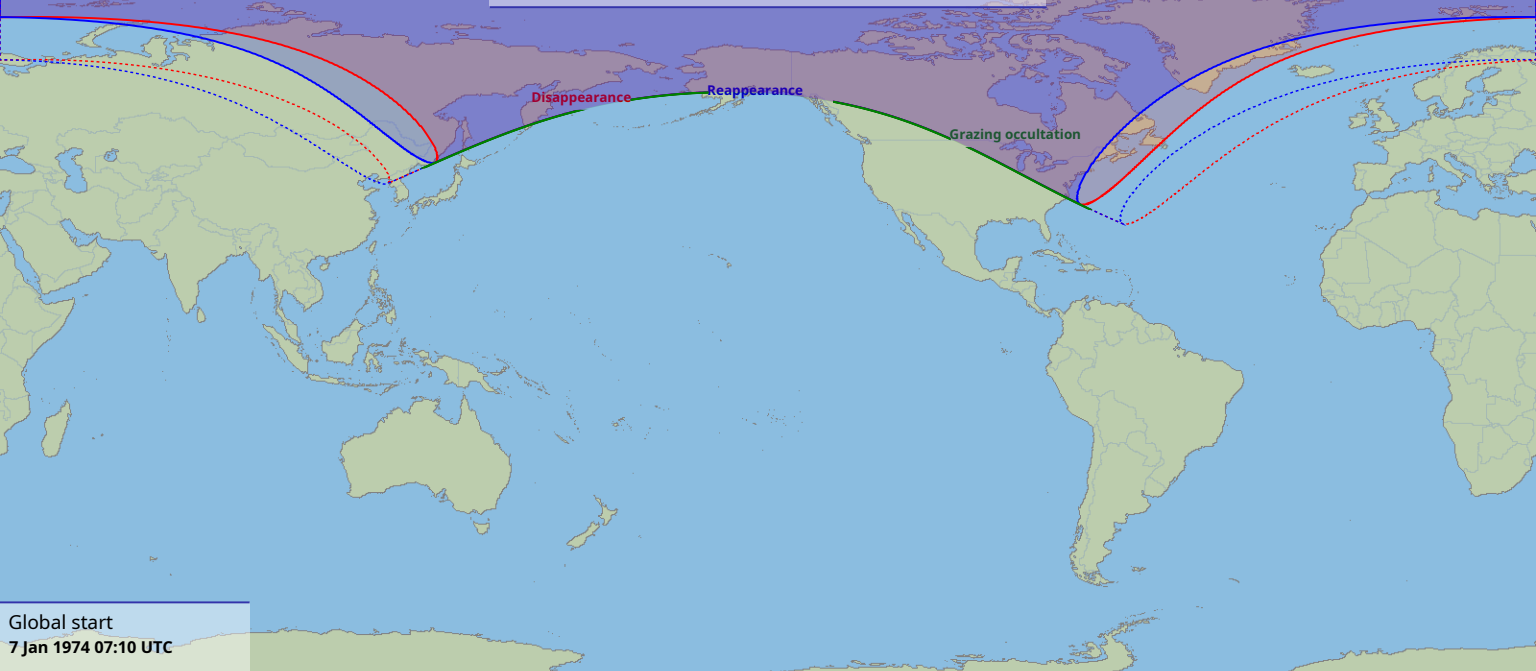 Reappearance
Disappearance
Grazing occultation
Global start
7 Jan 1974 07:10 UTC